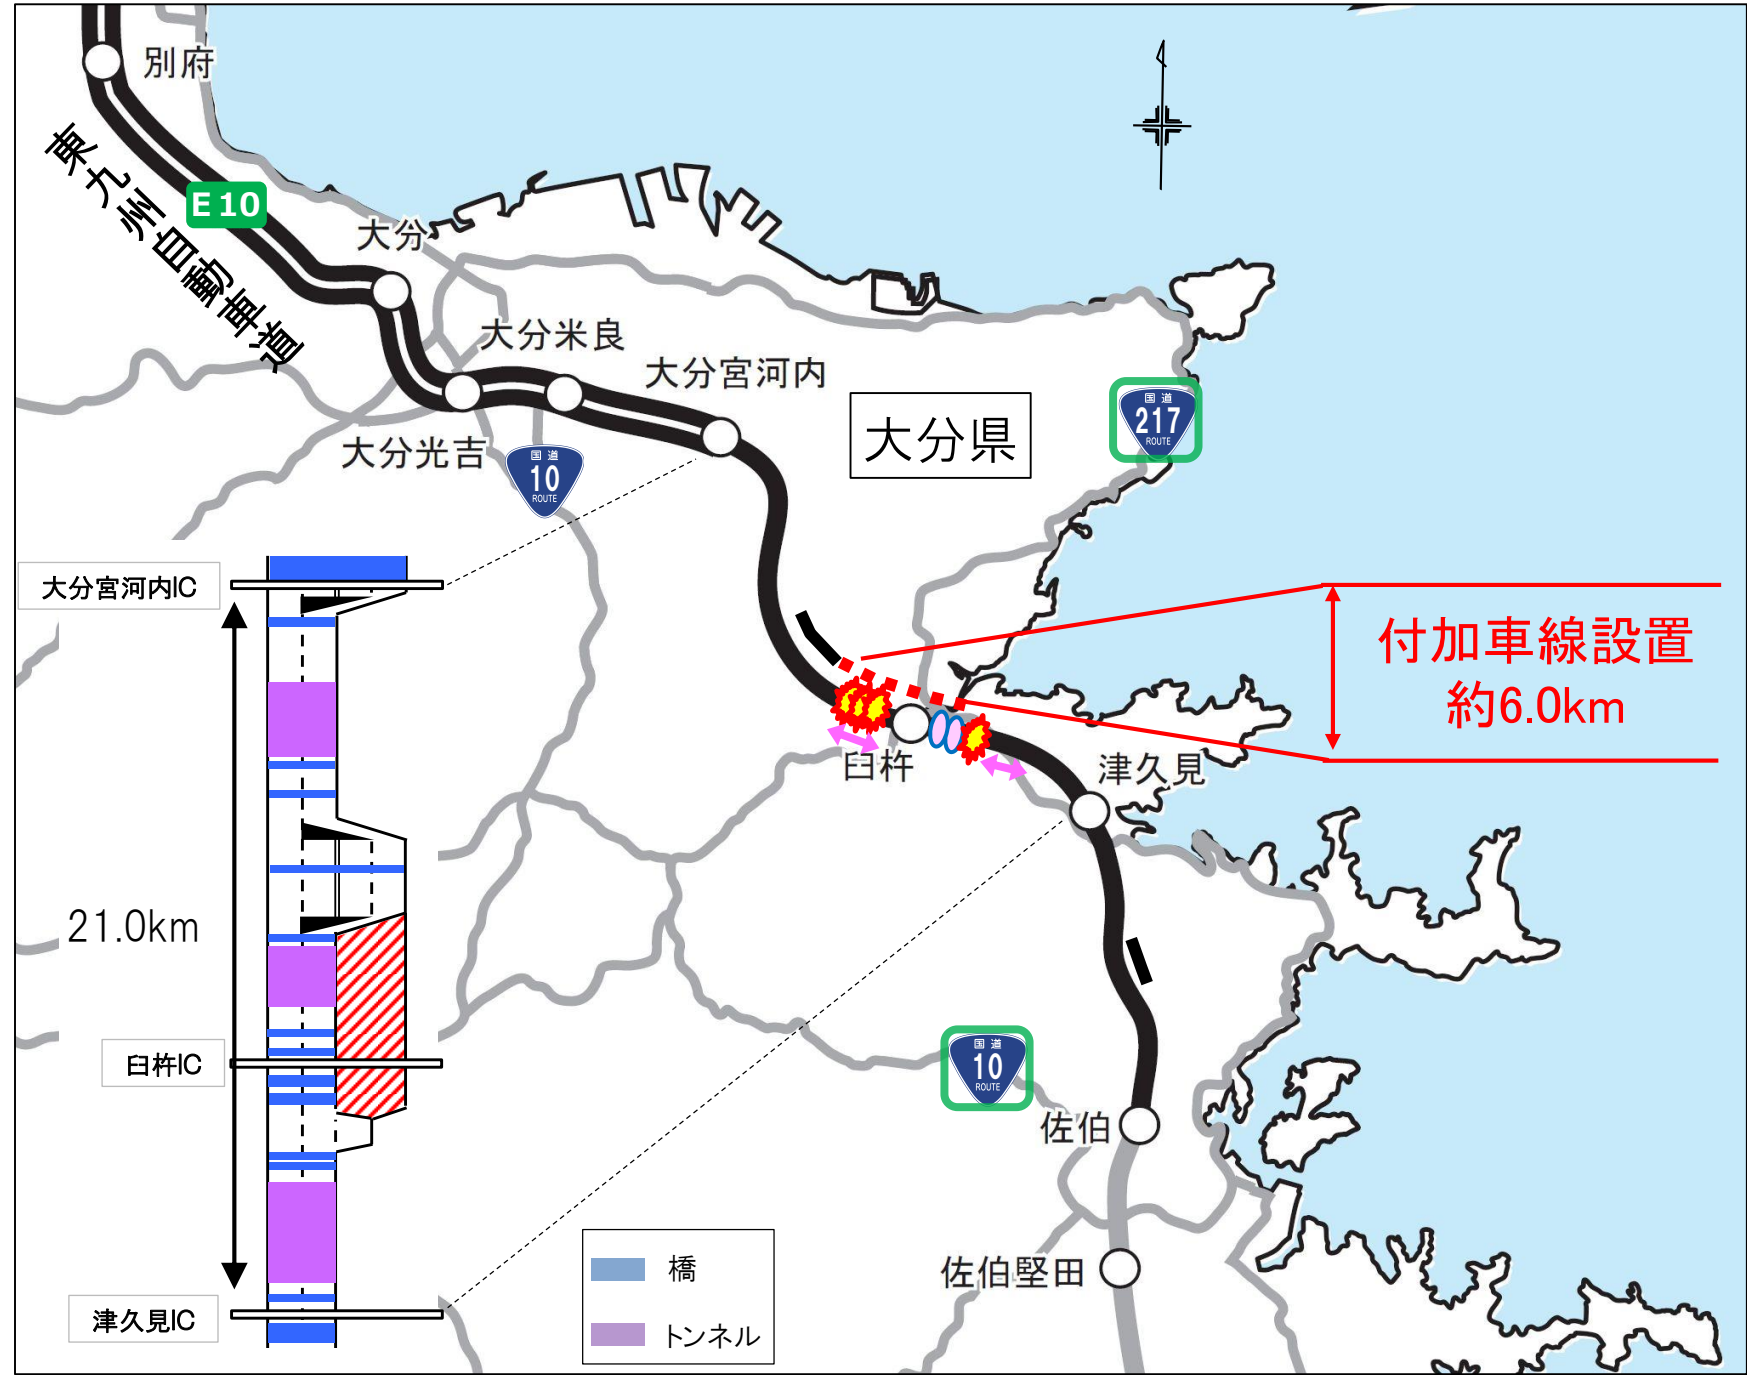 別府
東九州自動車道
E10
大分
大分米良
大分宮河内
大分光吉
国道
10
ROUTE
大分県
国道
217
ROUTE
大分宮河内IC
付加車線設置
約6.0km
臼杵
津久見
21.0km
臼杵IC
国道
10
ROUTE
佐伯
佐伯堅田
橋
津久見IC
トンネル